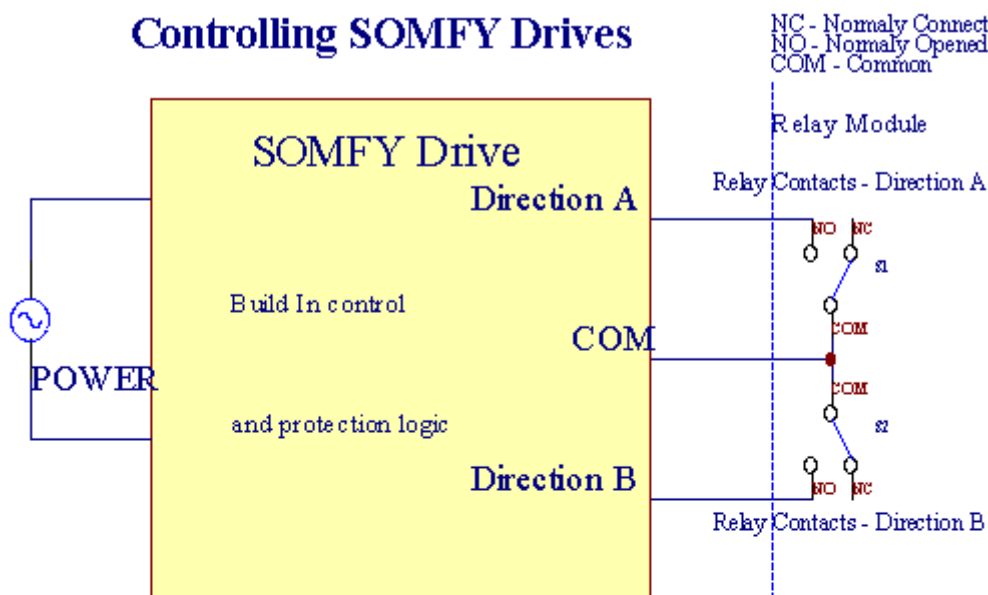 Controlling SOMFY Drives
NC - Normaly Connect
NO - Normaly Opened
COM - Common
Relay Module
SOMFY Drive
Relay Contacts - Direction A
Direction A
NO NC
S1
Build In control
COM
COM
POWER
COM
and protection logic
S2
Direction B
NO NC
Relay Contacts - Direction B